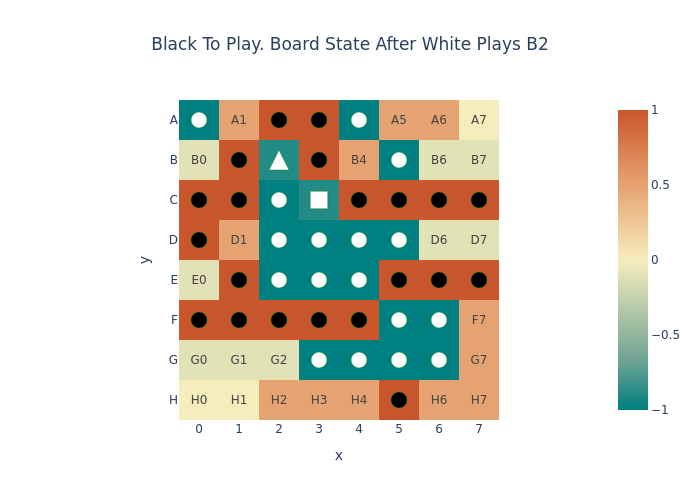 Black To Play. Board State After White Plays B2
A A1 A5 A6 A7
B B0 B4 B6 B7
C
D D1 D6 D7
E E0
F F7
G G0 G1 G2 G7
H H0 H1 H2 H3 H4 H6 H7
0 1 2 3 4 5 6 7
x
y
1
0.5
0
−0.5
−1